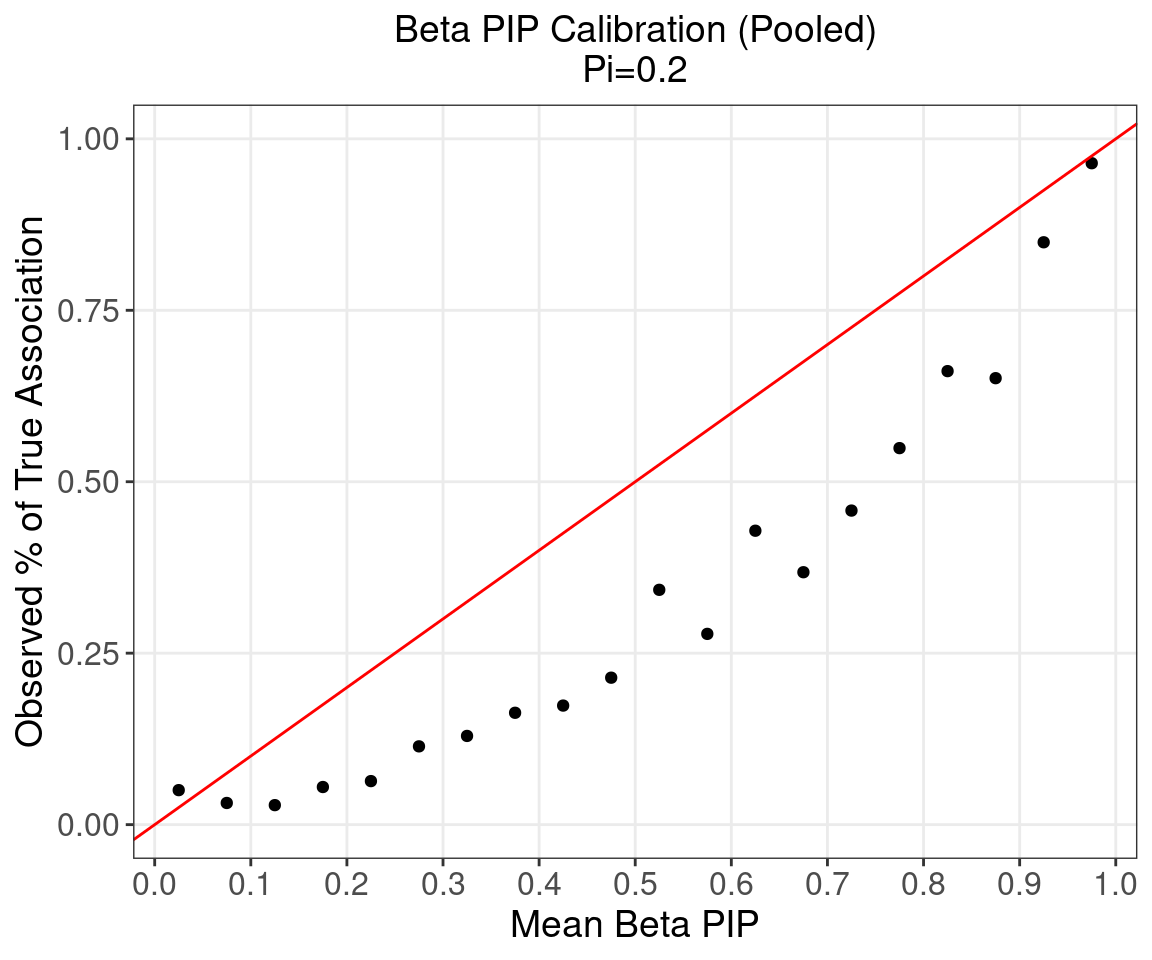 Beta PIP Calibration (Pooled)
Pi=0.2
Observed % of True Association
1.00
0.75
0.50
0.25
0.00
0.0 0.1 0.2 0.3 0.4 0.5 0.6 0.7 0.8 0.9 1.0
Mean Beta PIP